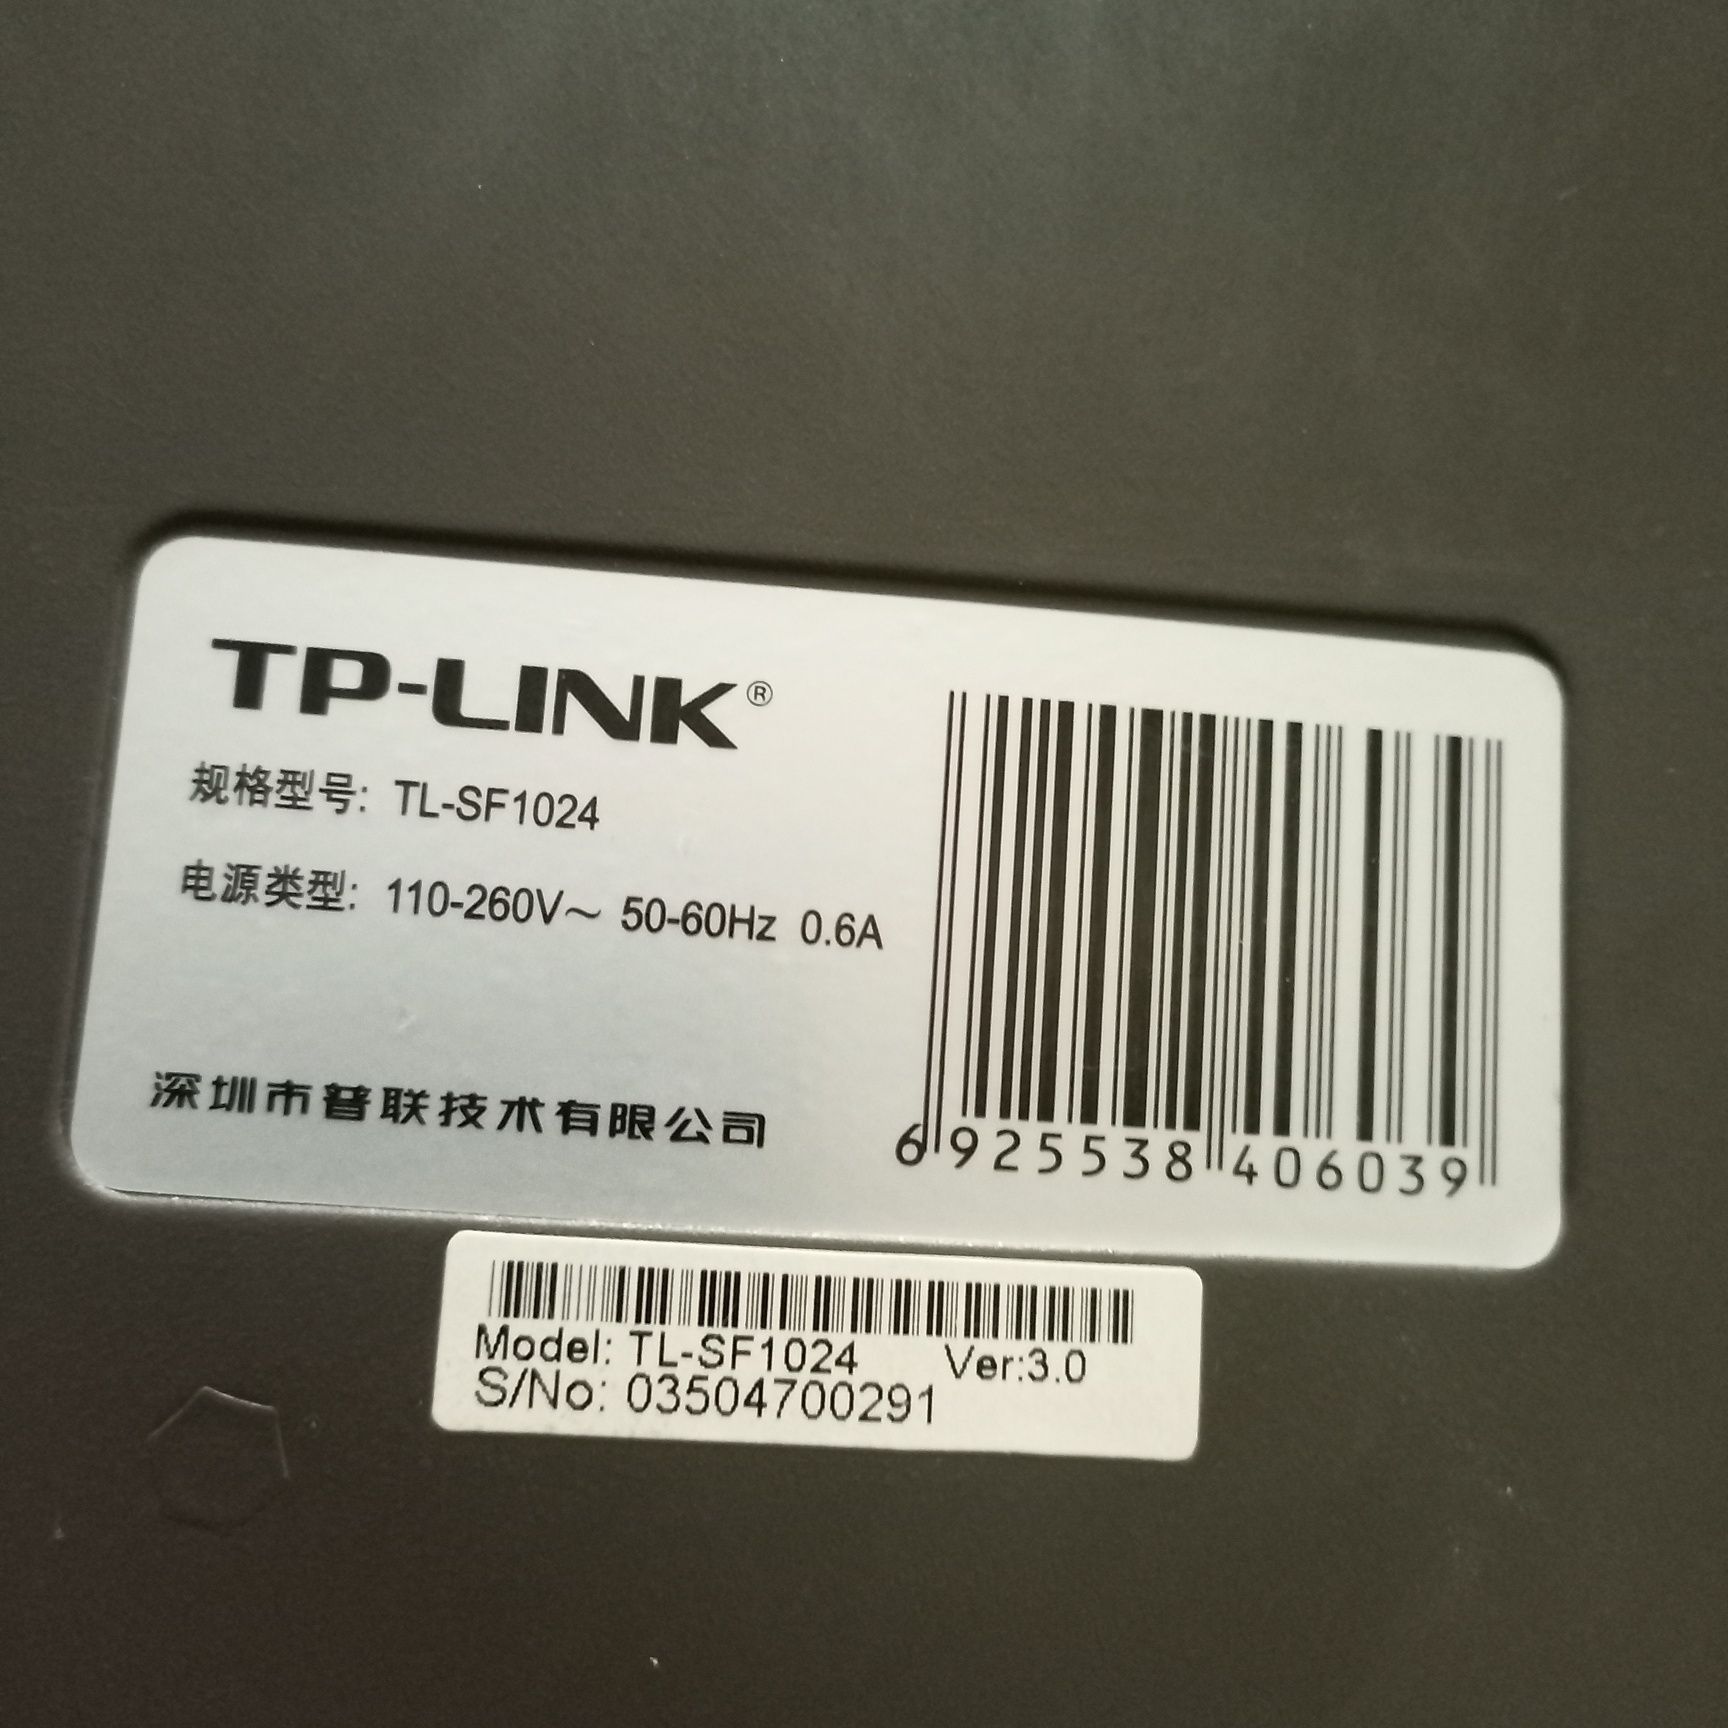 TP-LINK®
规格型号: TL-SF1024
电源类型: 110-260V～ 50-60Hz 0.6A
深圳市普联技术有限公司
6 925538 406039
Model: TL-SF1024 Ver:3.0
S/No: 03504700291